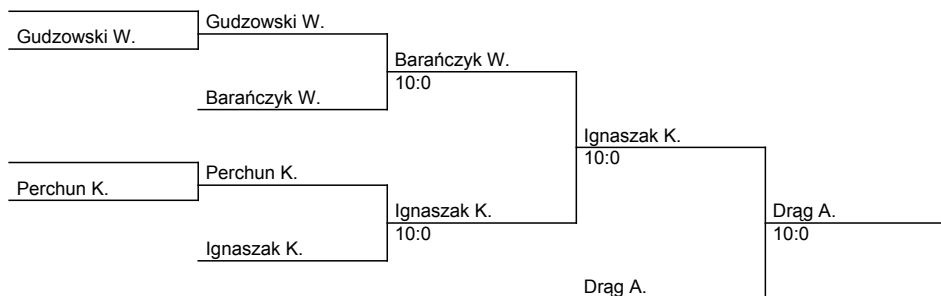 Gudzowski W.
Gudzowski W.
Barańczyk W.
10:0
Barańczyk W.
Ignaszak K.
10:0
Perchun K.
Perchun K.
Ignaszak K.
10:0
Drąg A.
10:0
Ignaszak K.
Drąg A.